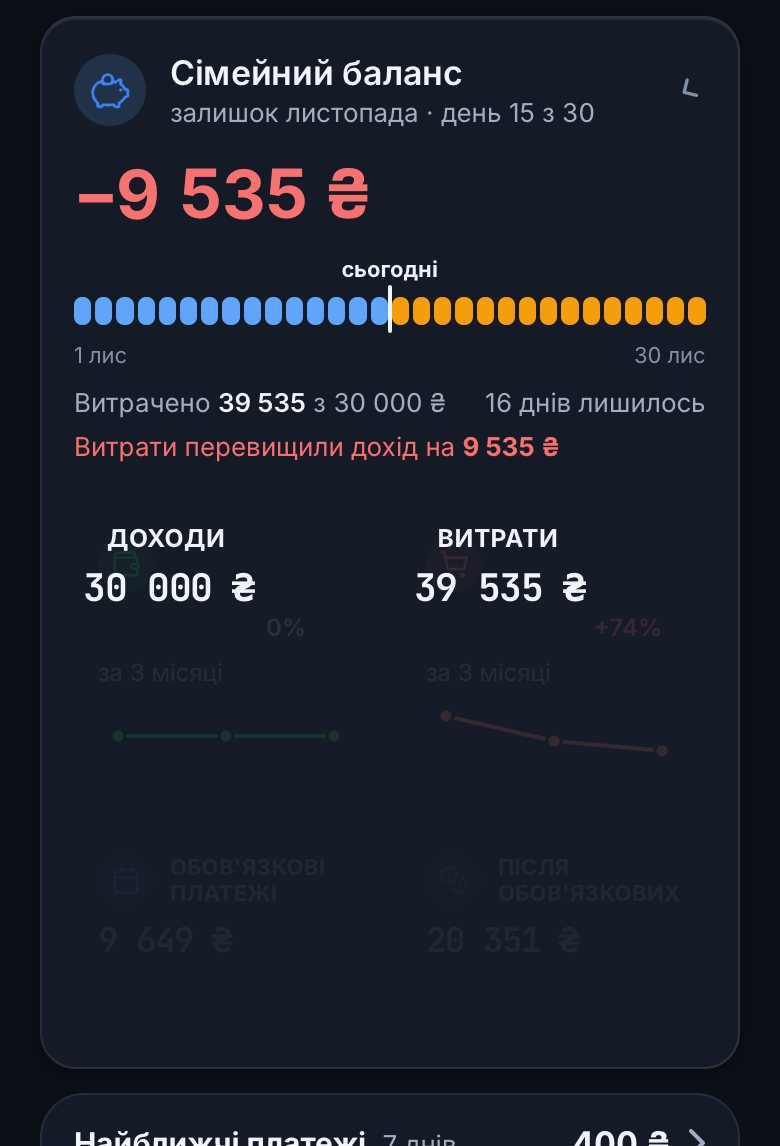 Сімейний баланс
залишок листопада · день 15 з 30
−9 535 ₴
сьогодні
1 лис 30 лис
Витрачено 39 535 з 30 000 ₴ 16 днів лишилось
Витрати перевищили дохід на 9 535 ₴
ДОХОДИ
30 000 ₴
0%
за 3 місяці
ВИТРАТИ
39 535 ₴
+74%
за 3 місяці
ОБОВ'ЯЗКОВІ
ПЛАТЕЖІ
9 649 ₴
ПІСЛЯ
ОБОВ'ЯЗКОВИХ
20 351 ₴
Найближчі платежі 7 днів 400 ₴